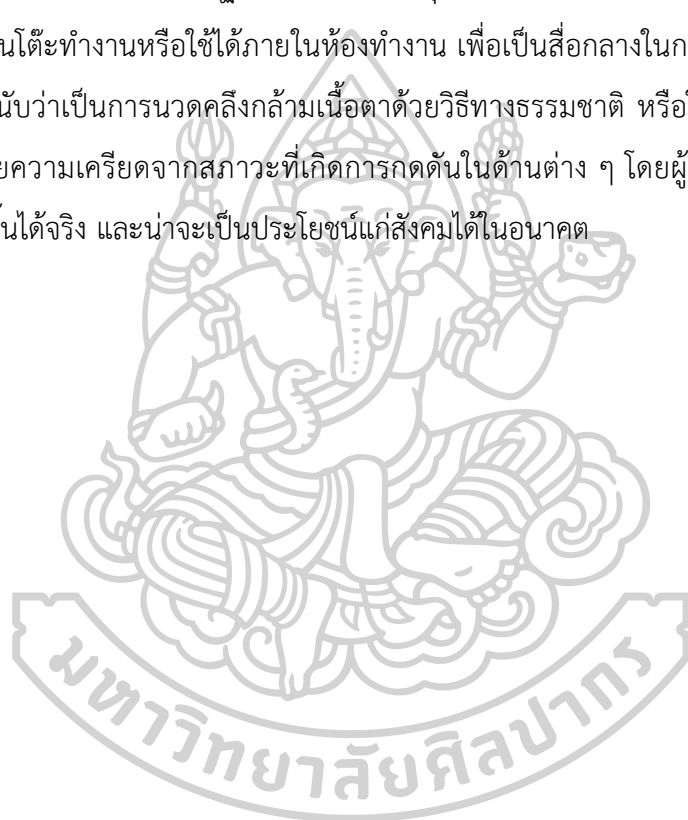 นโต๊ะทำงานหรือใช้ได้ภายในห้องทำงาน เพื่อเป็นสื่อกลางในก
นับว่าเป็นการนวดคลึงกล้ามเนื้อตาด้วยวิธีทางธรรมชาติ หรือ
ยความเครียดจากสภาวะที่เกิดการกดดันในด้านต่าง ๆ โดยผู้
ั้นได้จริง และน่าจะเป็นประโยชน์แก่สังคมได้ในอนาคต
มหาวิทยาลัยศิลปากร